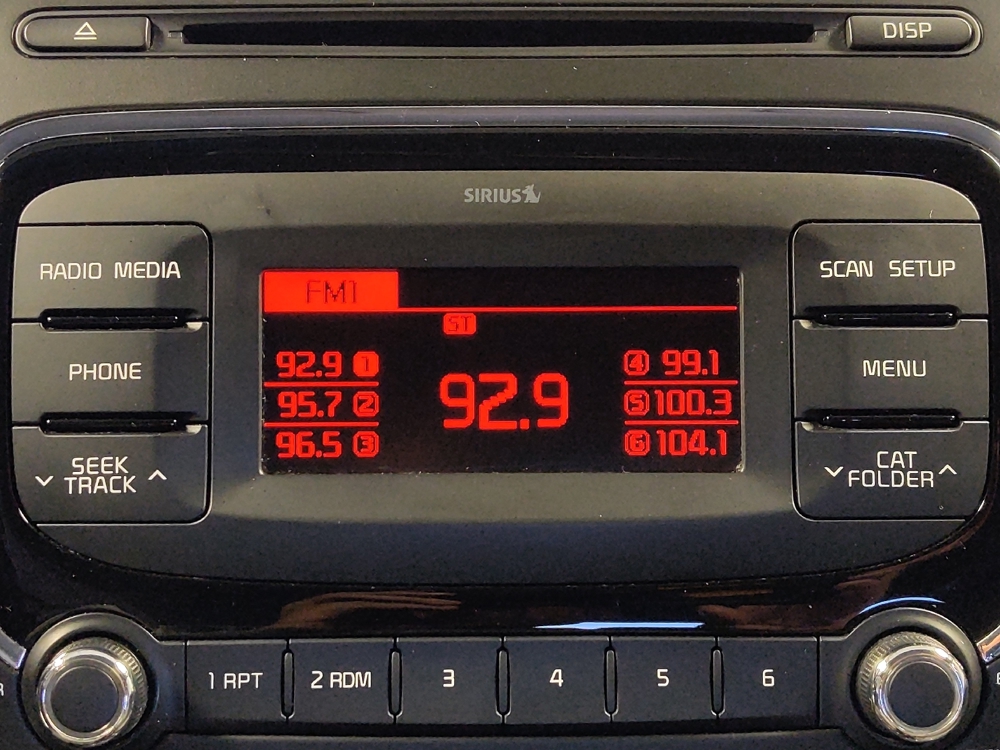 DISP
SIRIUS
RADIO MEDIA
SCAN SETUP
FM1
ST
PHONE
MENU
92.9 1
95.7 2
96.5 3
92.9
4 99.1
5 100.3
6 104.1
SEEK
TRACK
CAT
FOLDER
1 RPT
2 RDM
3
4
5
6